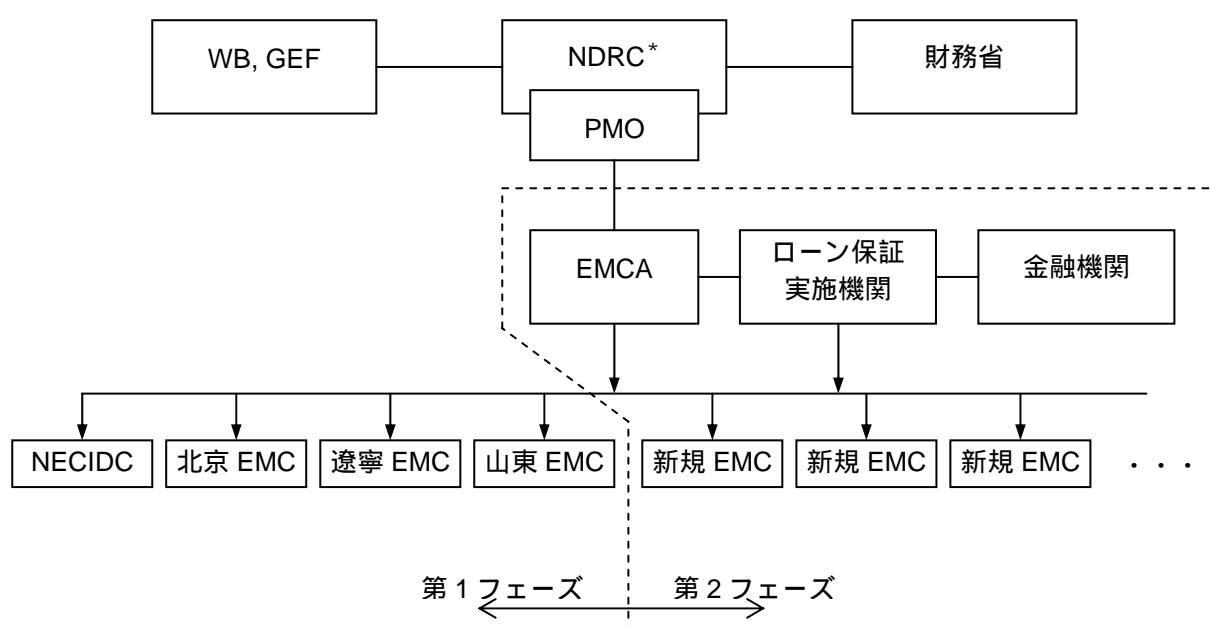 WB, GEF
NDRC*
財務省
PMO
EMCA
ローン保証
実施機関
金融機関
NECIDC
北京 EMC
遼寧 EMC
山東 EMC
新規 EMC
新規 EMC
新規 EMC
・・・
第 1 フェーズ
第 2 フェーズ